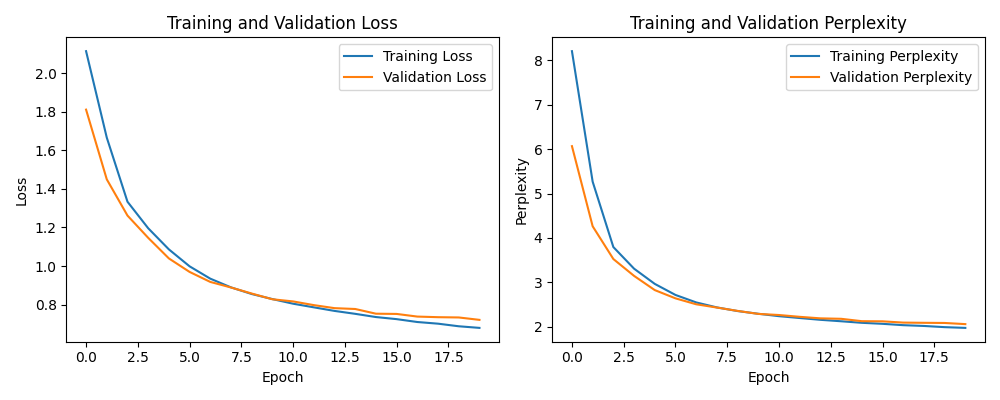 Training and Validation Loss
Training Loss
Validation Loss
Loss
2.0
1.8
1.6
1.4
1.2
1.0
0.8
0.0 2.5 5.0 7.5 10.0 12.5 15.0 17.5
Epoch
Training and Validation Perplexity
Training Perplexity
Validation Perplexity
Perplexity
8
7
6
5
4
3
2
0.0 2.5 5.0 7.5 10.0 12.5 15.0 17.5
Epoch